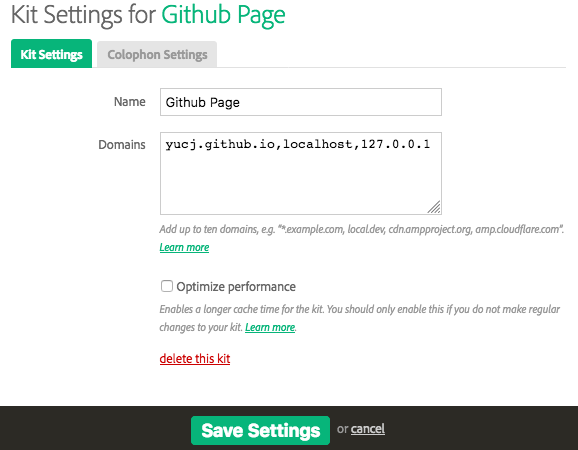 Kit Settings for Github Page
Kit Settings Colophon Settings
Name Github Page
Domains yucj.github.io,localhost,127.0.0.1
Add up to ten domains, e.g. "*.example.com, local.dev, cdn.ampproject.org, amp.cloudflare.com".
Learn more
Optimize performance
Enables a longer cache time for the kit. You should only enable this if you do not make regular
changes to your kit. Learn more.
delete this kit
Save Settings or cancel